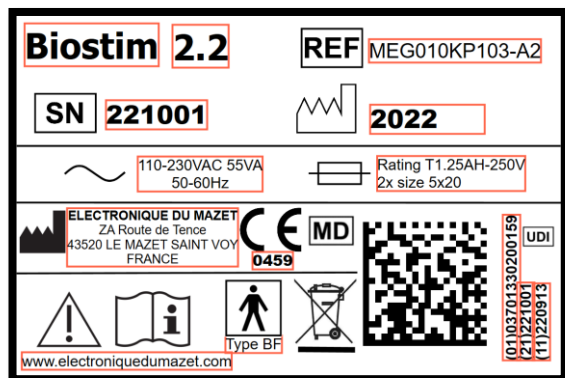 Biostim 2.2
REF MEG010KP103-A2
SN 221001
2022
110-230VAC 55VA
50-60Hz
Rating T1.25AH-250V
2x size 5x20
ELECTRONIQUE DU MAZET
ZA Route de Tence
43520 LE MAZET SAINT VOY
FRANCE
CE
0459
MD
UDI
(01)03701330200159
(21)221001
(11)220913
Type BF
www.electroniquedumazet.com